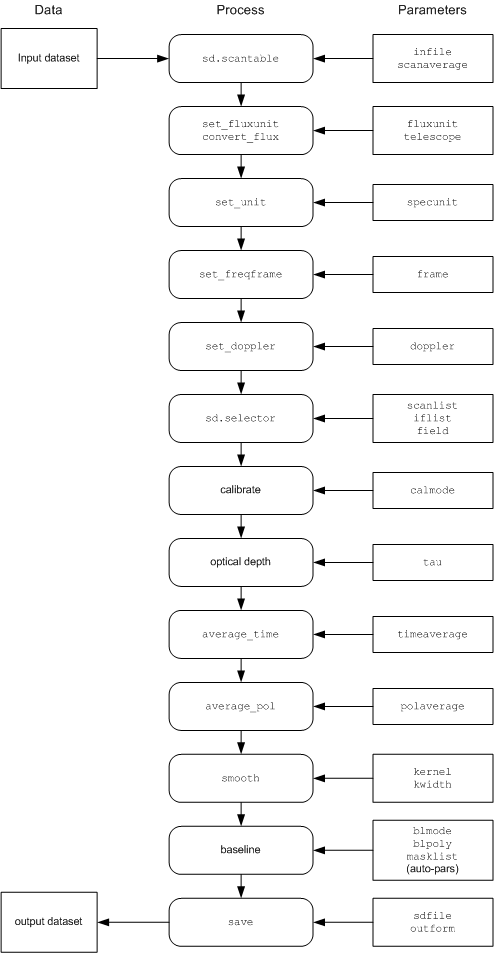 Data Process Parameters
Input dataset
sd.scantable
infile
scanaverage
set_fluxunit
convert_flux
fluxunit
telescope
set_unit
specunit
set_freqframe
frame
set_doppler
doppler
sd.selector
scanlist
iflist
field
calibrate
calmode
optical depth
tau
average_time
timeaverage
average_pol
polaverage
smooth
kernel
kwidth
baseline
blmode
blpoly
masklist
(auto-pars)
output dataset
save
sdfile
outform